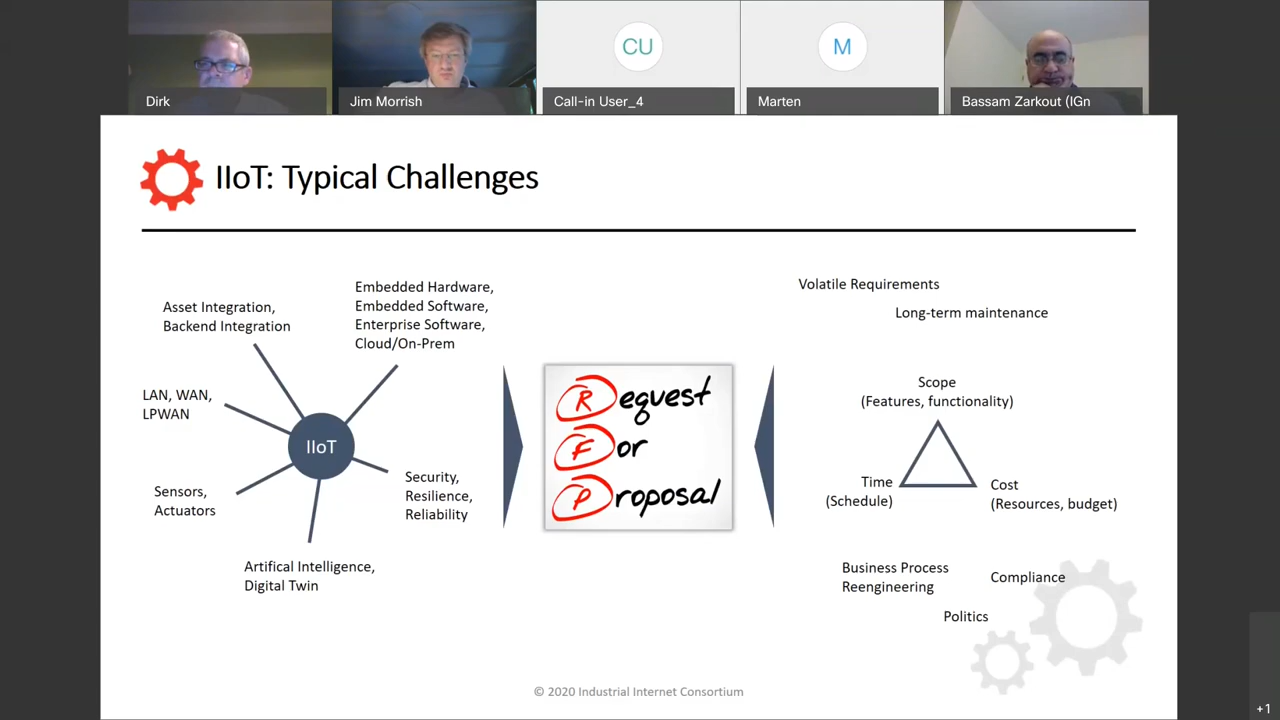 CU
M
Dirk
Jim Morrish
Call-in User_4
Marten
Bassam Zarkout (IGn
IIoT: Typical Challenges
Asset Integration,
Backend Integration
Embedded Hardware,
Embedded Software,
Enterprise Software,
Cloud/On-Prem
LAN, WAN,
LPWAN
IIoT
Sensors,
Actuators
Security,
Resilience,
Reliability
Artifical Intelligence,
Digital Twin
Request
For
Proposal
Volatile Requirements
Long-term maintenance
Scope
(Features, functionality)
Time
(Schedule)
Cost
(Resources, budget)
Business Process
Reengineering
Compliance
Politics
© 2020 Industrial Internet Consortium
+1